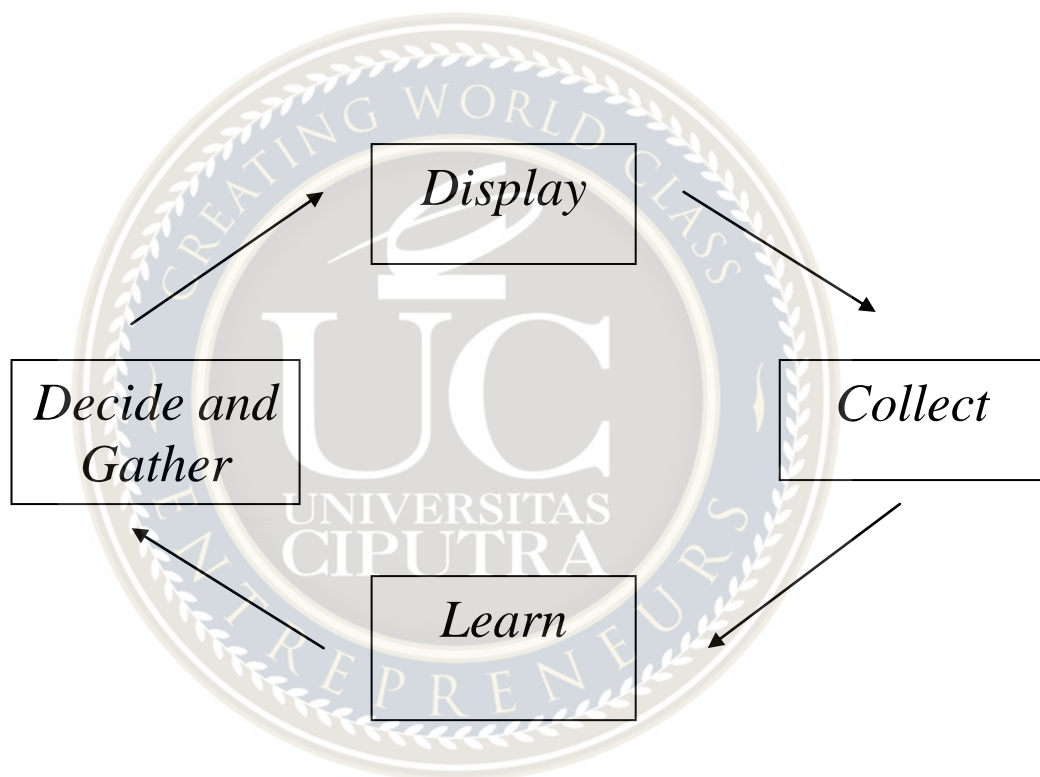 CREATING WORLD CLASS
Display
Decide and
Gather
Collect
UC
UNIVERSITAS
CIPUTRA
Learn
ENTREPRENEURS